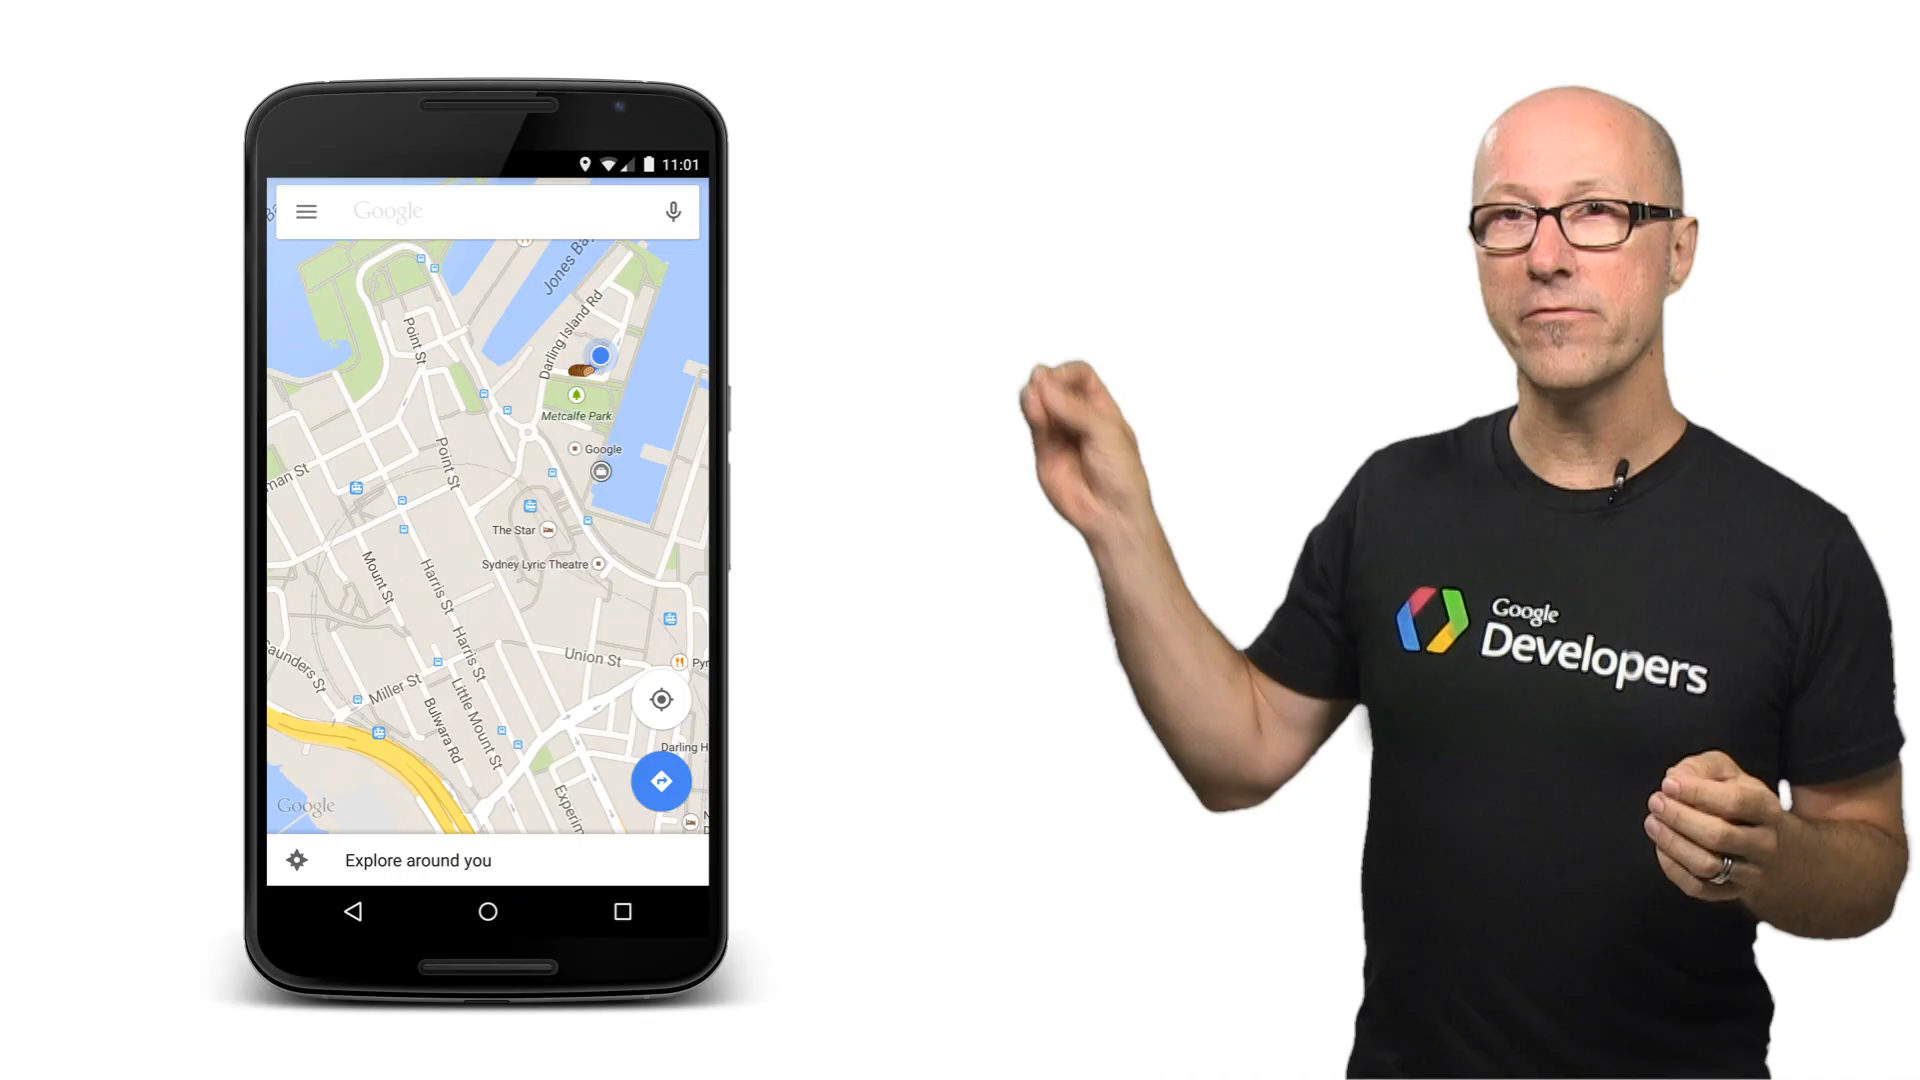 11:01
Google
Jones Ba
Darling Island Rd
Point St
Metcalfe Park
Google
Point St
man St
The Star
Sydney Lyric Theatre
Mount St
Harris St
Harris St
Union St
Pyr
aunders St
Miller St
Little Mount St
Bulwara Rd
Darling H
Google
Experim
N
D
Explore around you
Google
Developers